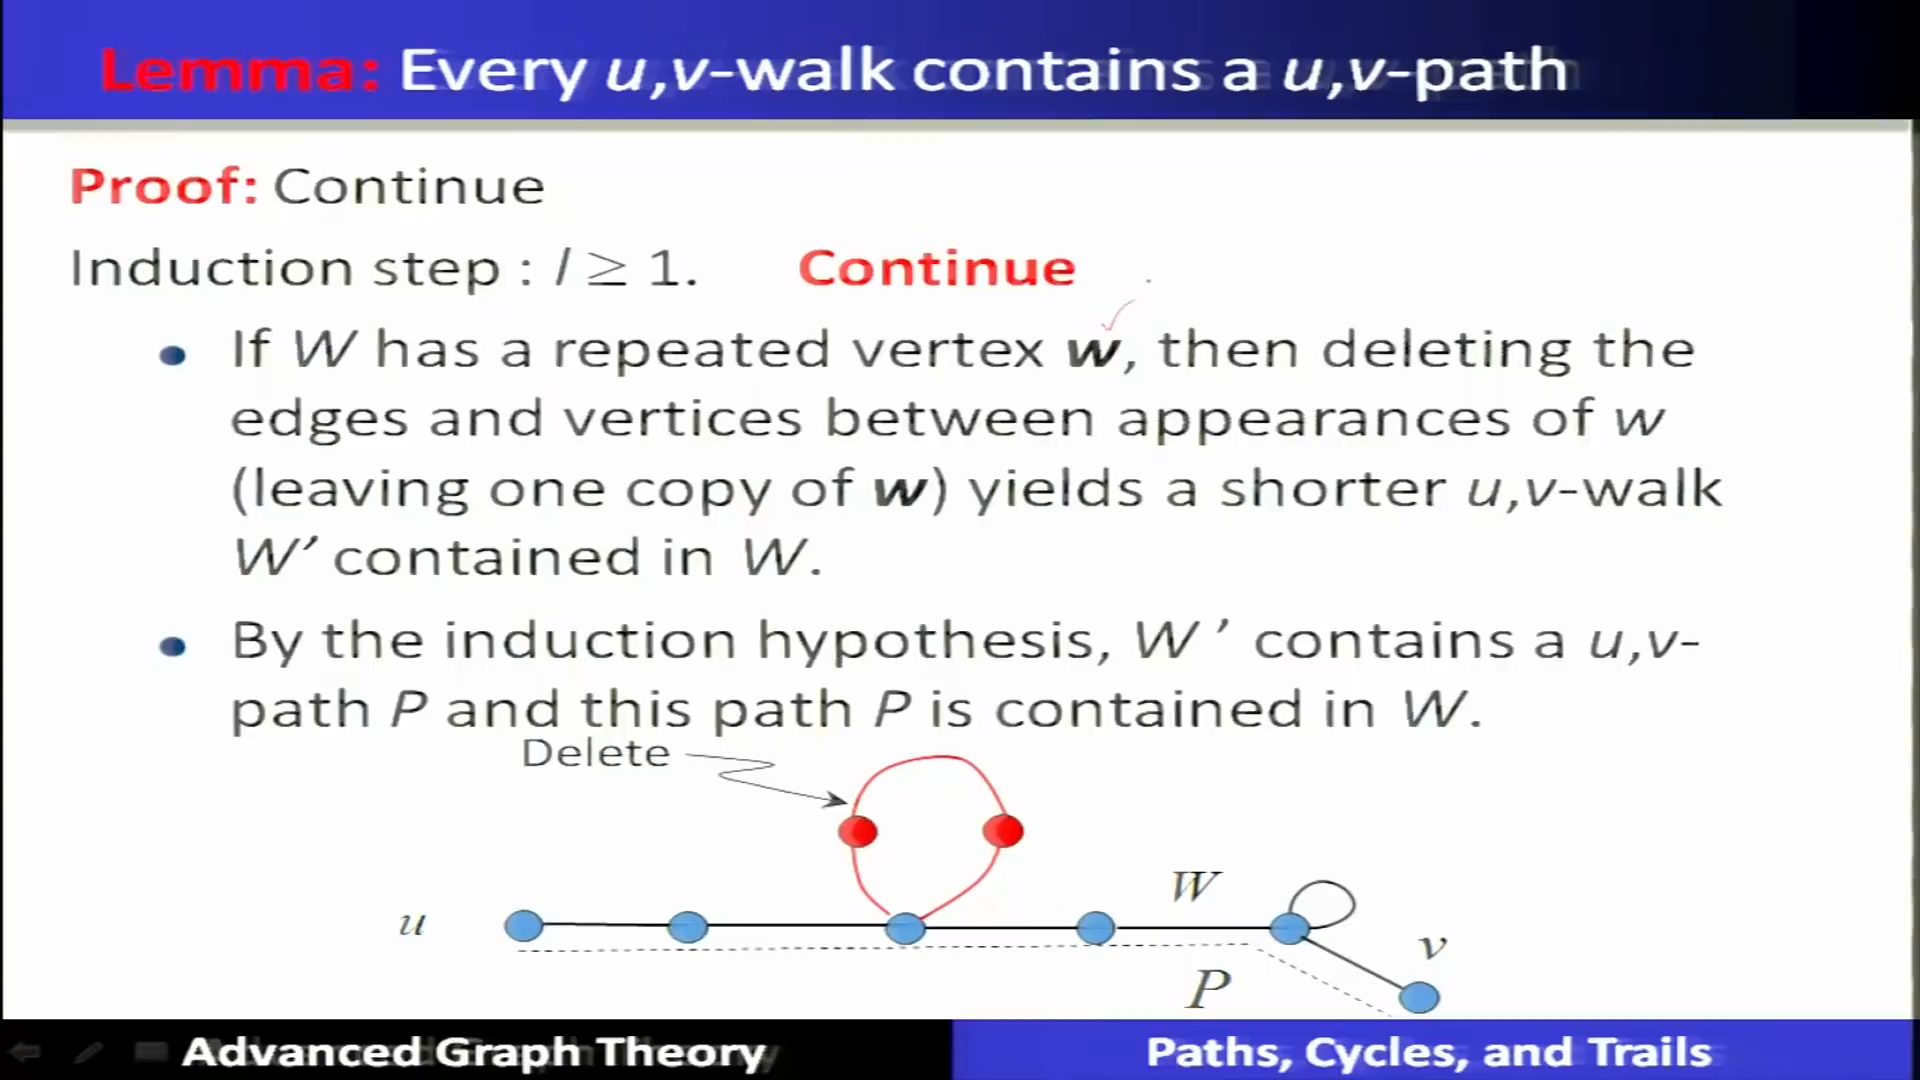 Lemma: Every u,v-walk contains a u,v-path
Proof: Continue
Induction step : l ≥ 1. Continue
• If W has a repeated vertex w, then deleting the
edges and vertices between appearances of w
(leaving one copy of w) yields a shorter u,v-walk
W’ contained in W.
• By the induction hypothesis, W ’ contains a u,v-
path P and this path P is contained in W.
Delete
W
u
v
P
Advanced Graph Theory
Paths, Cycles, and Trails